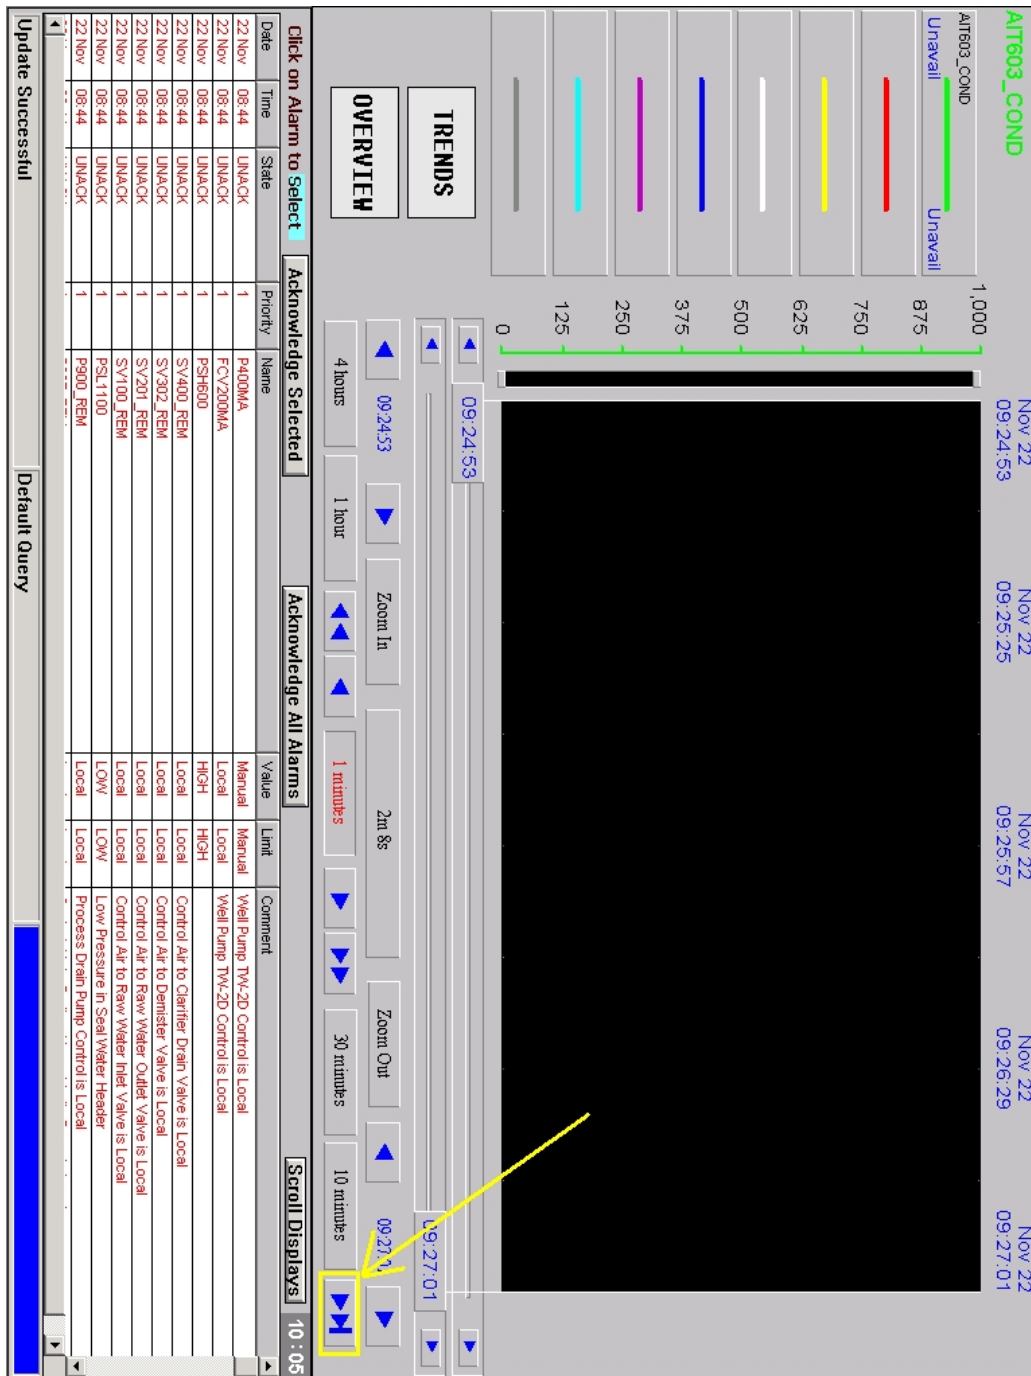 AIT603_COND
AIT603_COND
Unavail Unavail
1,000
875
750
625
500
375
250
125
0
Nov 22 Nov 22 Nov 22 Nov 22 Nov 22
09:24:53 09:25:25 09:25:57 09:26:29 09:27:01
09:24:53
09:27:01
TRENDS
OVERVIEW
09:24:53 Zoom In 2m 8s Zoom Out
4 hours 1 hour 1 minutes 30 minutes 10 minutes
Click on Alarm to Select Acknowledge Selected Acknowledge All Alarms Scroll Displays 10:05
Date Time State Priority Name Value Limit Comment
22 Nov 08:44 UNACK 1 P400MA Manual Manual Well Pump TW-2D Control is Local
22 Nov 08:44 UNACK 1 FCV200MA Local Local Well Pump TW-2D Control is Local
22 Nov 08:44 UNACK 1 PSH600 HIGH HIGH
22 Nov 08:44 UNACK 1 SV400_REM Local Local Control Air to Clarifier Drain Valve is Local
22 Nov 08:44 UNACK 1 SV302_REM Local Local Control Air to Demister Valve is Local
22 Nov 08:44 UNACK 1 SV201_REM Local Local Control Air to Raw Water Outlet Valve is Local
22 Nov 08:44 UNACK 1 SV100_REM Local Local Control Air to Raw Water Inlet Valve is Local
22 Nov 08:44 UNACK 1 PSL1100 LOW LOW Low Pressure in Seal Water Header
22 Nov 08:44 UNACK 1 P900_REM Local Local Process Drain Pump Control is Local
Update Successful Default Query